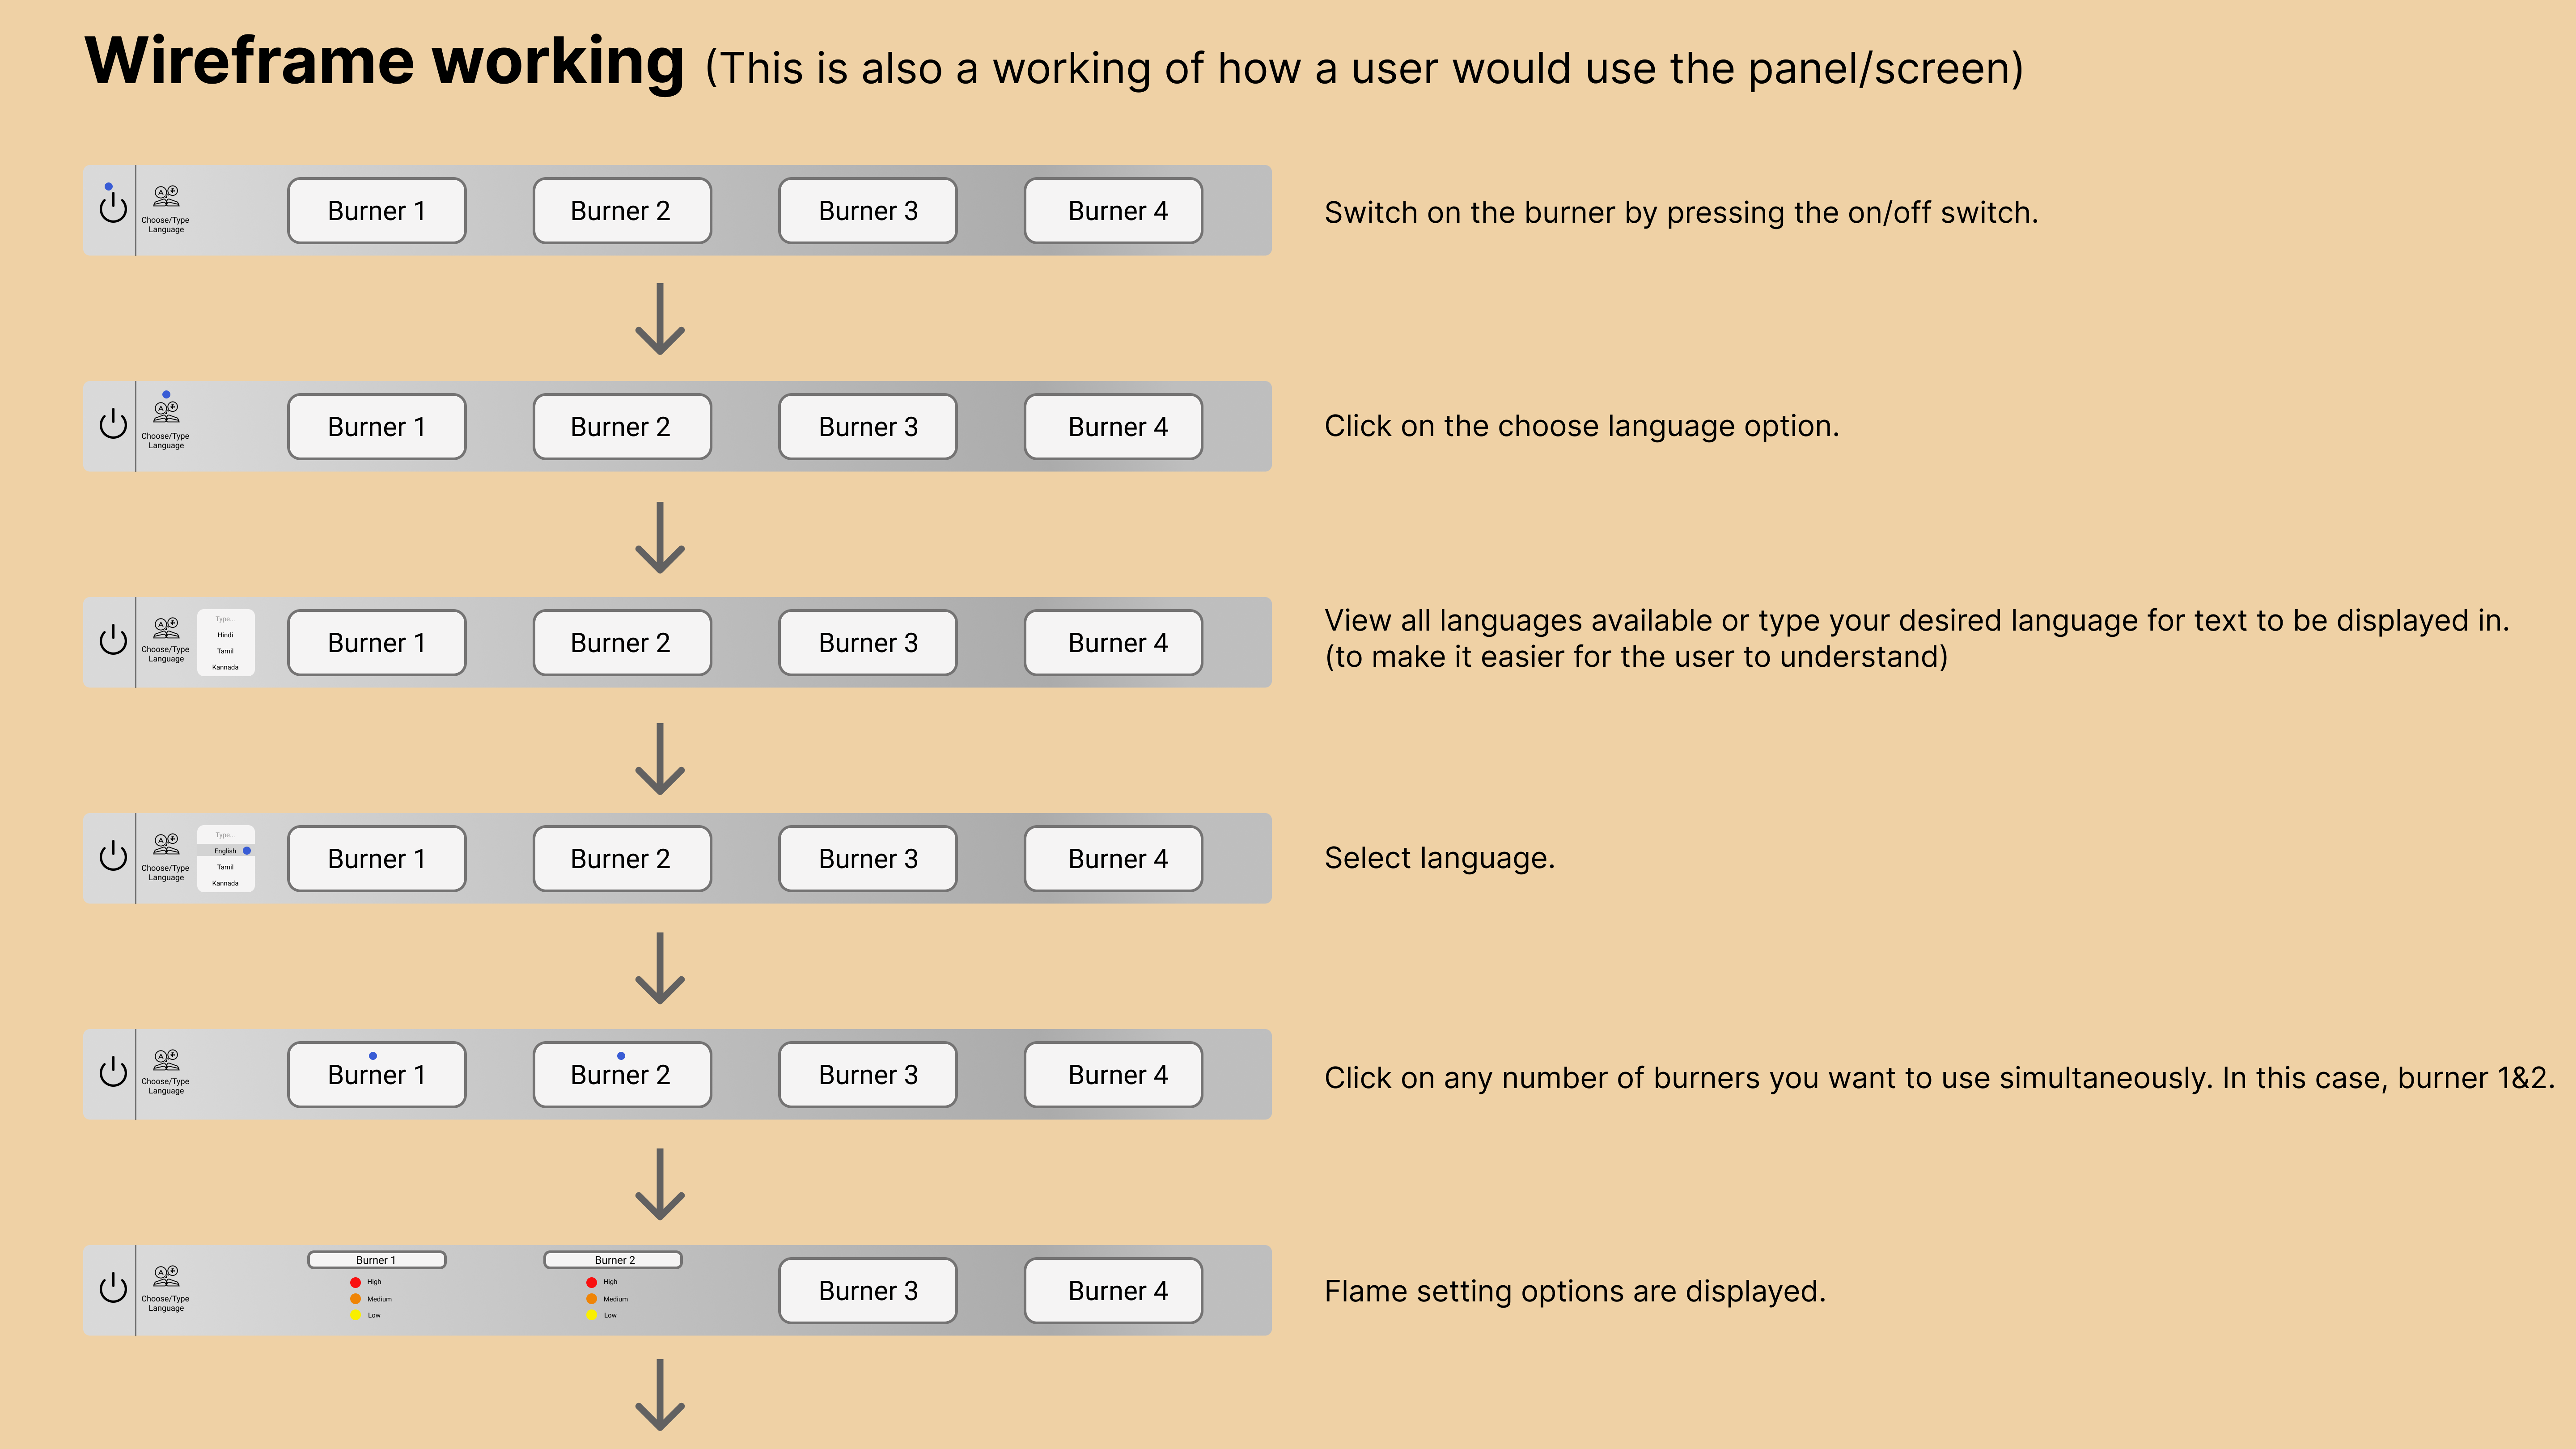 Wireframe working (This is also a working of how a user would use the panel/screen)
Choose/Type
Language
Burner 1
Burner 2
Burner 3
Burner 4
Switch on the burner by pressing the on/off switch.
Choose/Type
Language
Burner 1
Burner 2
Burner 3
Burner 4
Click on the choose language option.
Choose/Type
Language
Type...
Hindi
Tamil
Kannada
Burner 1
Burner 2
Burner 3
Burner 4
View all languages available or type your desired language for text to be displayed in.
(to make it easier for the user to understand)
Choose/Type
Language
Type...
English
Tamil
Kannada
Burner 1
Burner 2
Burner 3
Burner 4
Select language.
Choose/Type
Language
Burner 1
Burner 2
Burner 3
Burner 4
Click on any number of burners you want to use simultaneously. In this case, burner 1&2.
Choose/Type
Language
Burner 1
High
Medium
Low
Burner 2
High
Medium
Low
Burner 3
Burner 4
Flame setting options are displayed.